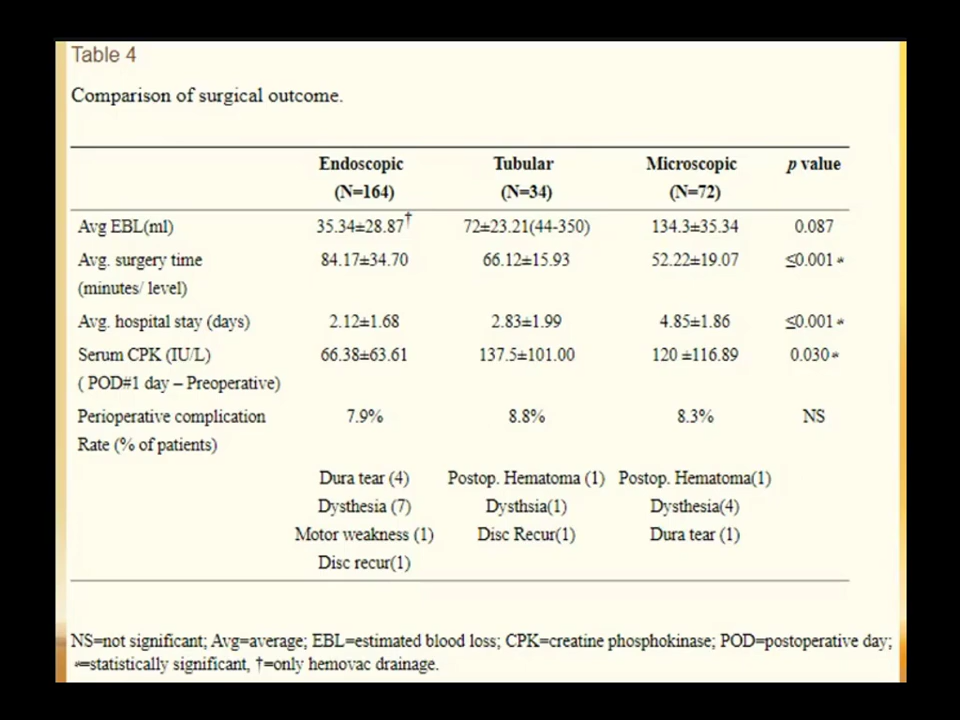 Table 4
Comparison of surgical outcome.
Endoscopic Tubular Microscopic p value
(N=164) (N=34) (N=72)
Avg EBL(ml) 35.34±28.87† 72±23.21(44-350) 134.3±35.34 0.087
Avg. surgery time 84.17±34.70 66.12±15.93 52.22±19.07 ≤0.001*
(minutes/ level)
Avg. hospital stay (days) 2.12±1.68 2.83±1.99 4.85±1.86 ≤0.001*
Serum CPK (IU/L) 66.38±63.61 137.5±101.00 120 ±116.89 0.030*
( POD#1 day – Preoperative)
Perioperative complication 7.9% 8.8% 8.3% NS
Rate (% of patients)
Dura tear (4) Postop. Hematoma (1) Postop. Hematoma(1)
Dysthesia (7) Dysthsia(1) Dysthesia(4)
Motor weakness (1) Disc Recur(1) Dura tear (1)
Disc recur(1)
NS=not significant; Avg=average; EBL=estimated blood loss; CPK=creatine phosphokinase; POD=postoperative day;
*=statistically significant, †=only hemovac drainage.